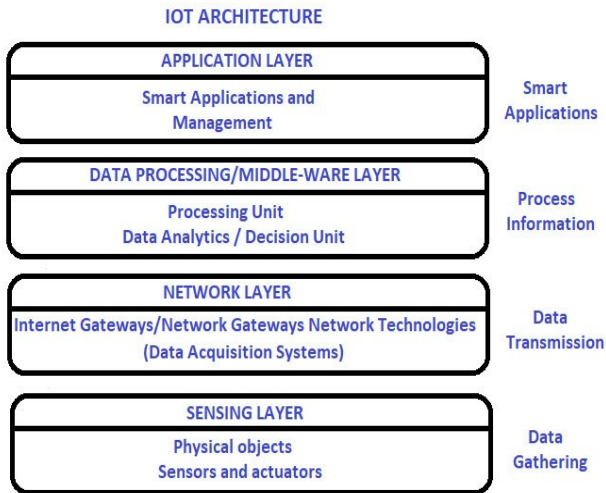 IOT ARCHITECTURE
APPLICATION LAYER
Smart Applications and
Management
Smart
Applications
DATA PROCESSING/MIDDLE-WARE LAYER
Processing Unit
Data Analytics / Decision Unit
Process
Information
NETWORK LAYER
Internet Gateways/Network Gateways Network Technologies
(Data Acquisition Systems)
Data
Transmission
SENSING LAYER
Physical objects
Sensors and actuators
Data
Gathering